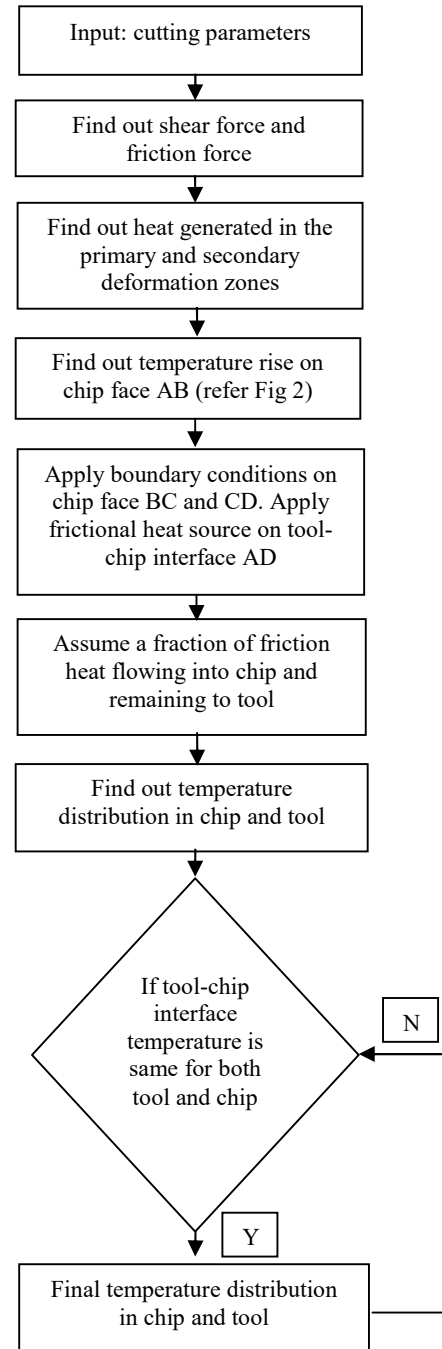 Input: cutting parameters
Find out shear force and
friction force
Find out heat generated in the
primary and secondary
deformation zones
Find out temperature rise on
chip face AB (refer Fig 2)
Apply boundary conditions on
chip face BC and CD. Apply
frictional heat source on tool-
chip interface AD
Assume a fraction of friction
heat flowing into chip and
remaining to tool
Find out temperature
distribution in chip and tool
If tool-chip
interface
temperature is
same for both
tool and chip
N
Y
Final temperature distribution
in chip and tool